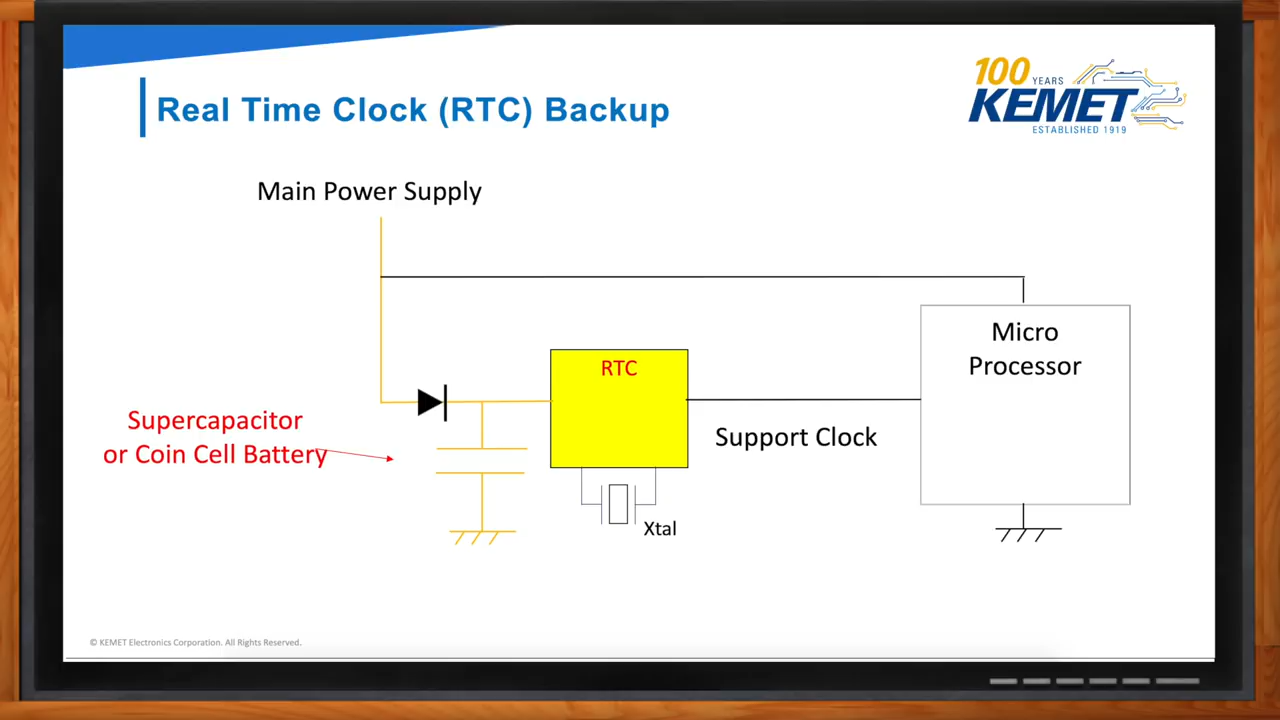 Real Time Clock (RTC) Backup
100
YEARS
KEMET
ESTABLISHED 1919
Main Power Supply
Micro
Processor
RTC
Supercapacitor
or Coin Cell Battery
Support Clock
Xtal
© KEMET Electronics Corporation. All Rights Reserved.